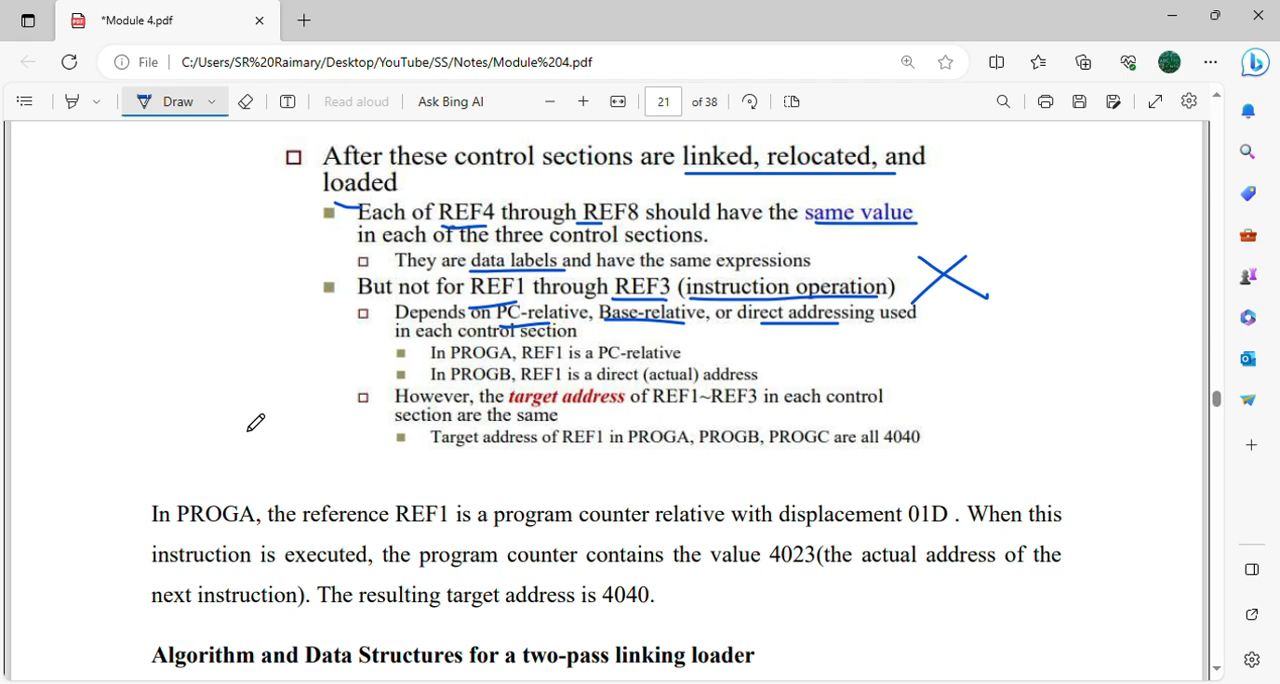 *Module 4.pdf
File
C:/Users/SR%20Raimary/Desktop/YouTube/SS/Notes/Module%204.pdf
Draw
Read aloud
Ask Bing AI
21
of 38
After these control sections are linked, relocated, and
loaded
Each of REF4 through REF8 should have the same value
in each of the three control sections.
They are data labels and have the same expressions
But not for REF1 through REF3 (instruction operation)
Depends on PC-relative, Base-relative, or direct addressing used
in each control section
In PROGA, REF1 is a PC-relative
In PROGB, REF1 is a direct (actual) address
However, the target address of REF1~REF3 in each control
section are the same
Target address of REF1 in PROGA, PROGB, PROGC are all 4040
In PROGA, the reference REF1 is a program counter relative with displacement 01D . When this
instruction is executed, the program counter contains the value 4023(the actual address of the
next instruction). The resulting target address is 4040.
Algorithm and Data Structures for a two-pass linking loader